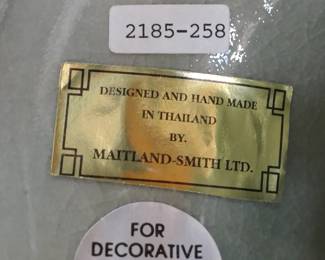 2185-258
DESIGNED AND HAND MADE
IN THAILAND
BY.
MAITLAND-SMITH LTD.
FOR
DECORATIVE